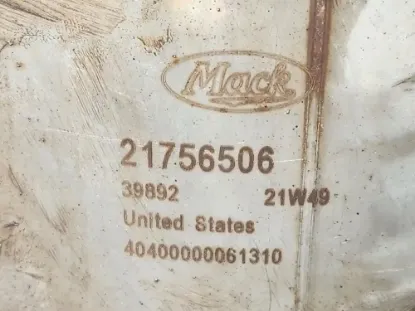 Mack
21756506
39892 21W49
United States
40400000061310